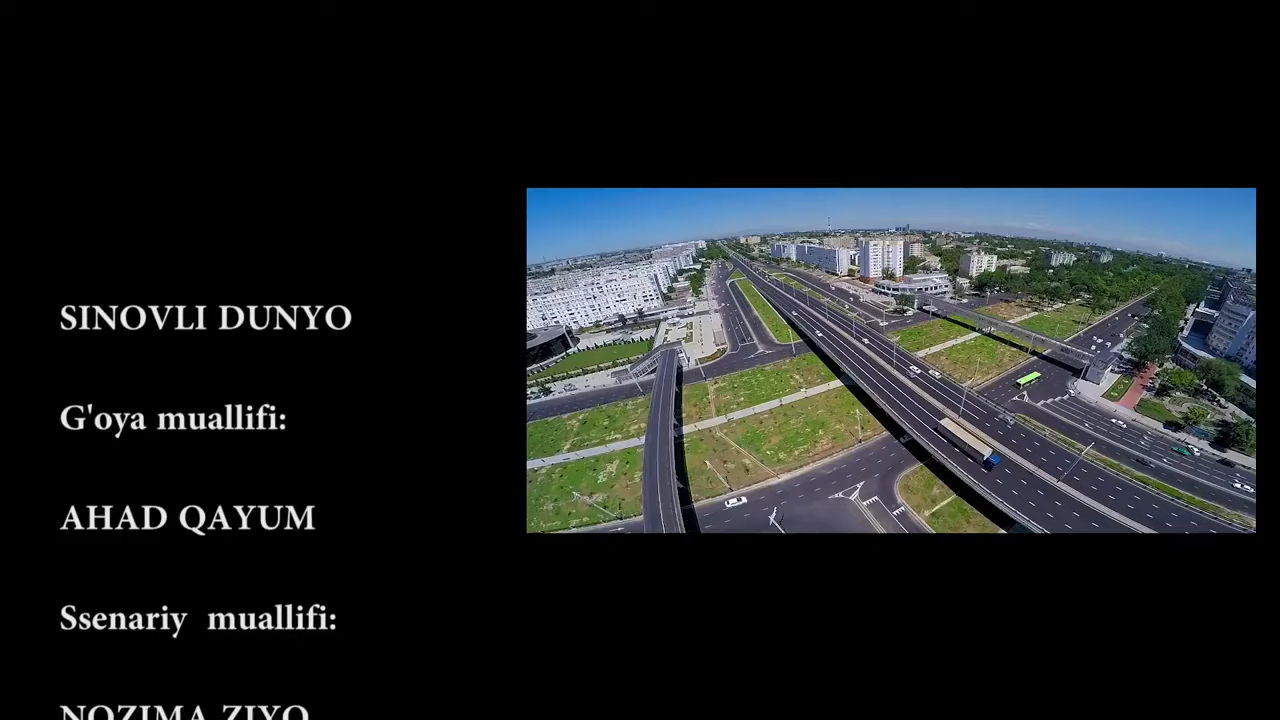 SINOVLI DUNYO
G'oya muallifi:
AHAD QAYUM
Ssenariy muallifi:
NOZIMA ZIYO